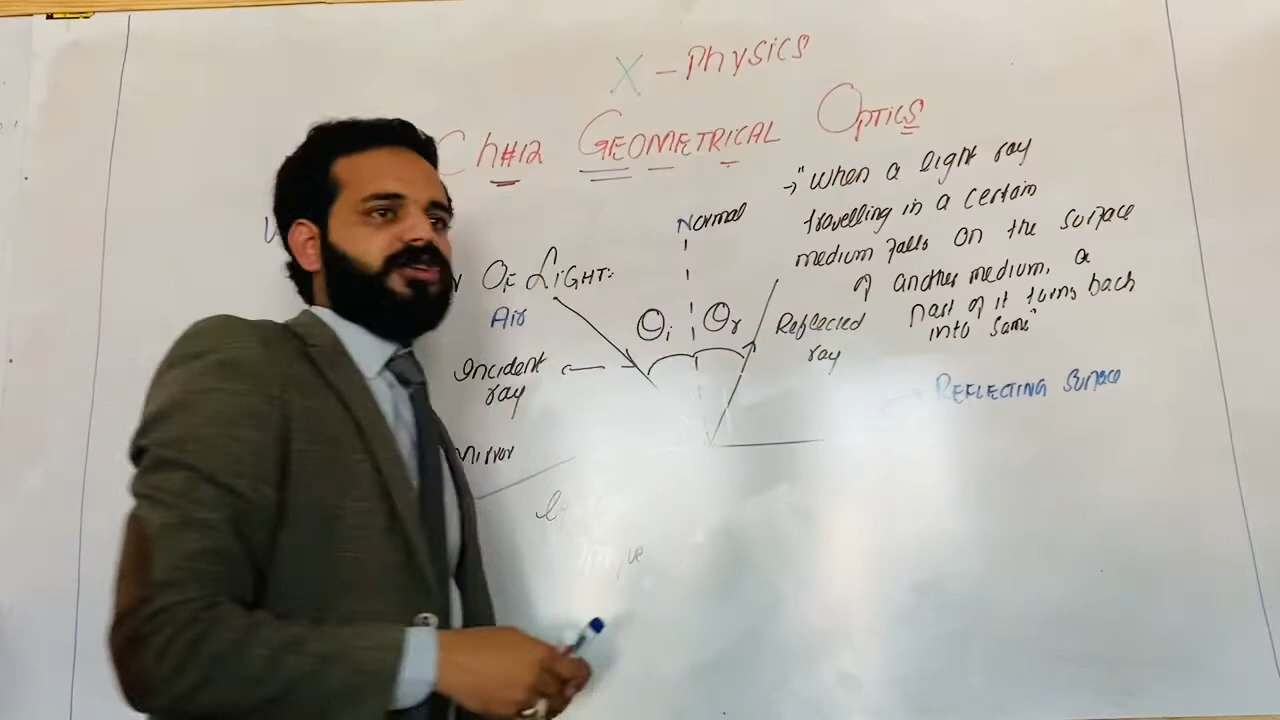 X - Physics
Ch#12 GEOMETRICAL OPTICS
→"When a light ray
travelling in a certain
medium falls on the surface
of another medium, a
part of it turns back
into same"
Normal
OF LIGHT:
Air
θi θr
Incident
ray
Reflected
ray
REFLECTING Surface
Mirror